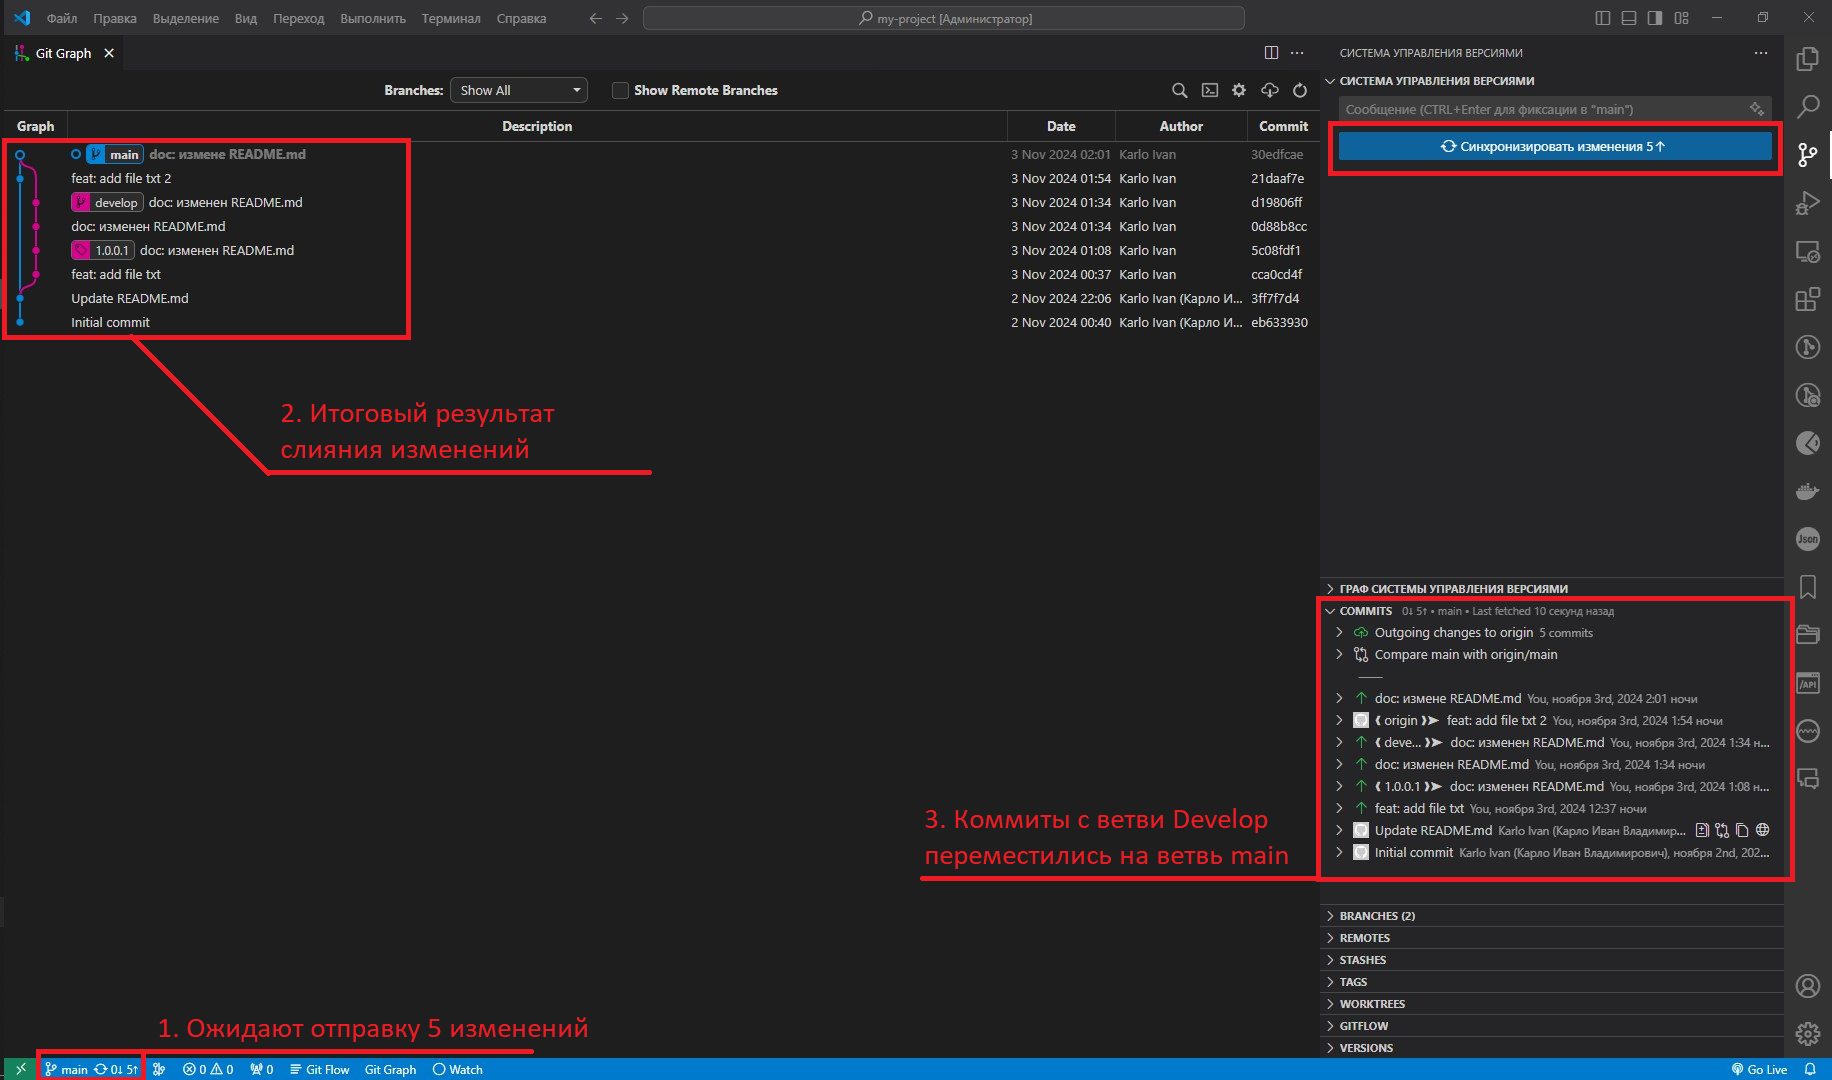 Файл Правка Выделение Вид Переход Выполнить Терминал Справка
my-project [Администратор]
Git Graph
Branches: Show All Show Remote Branches
Graph Description Date Author Commit
main doc: измене README.md 3 Nov 2024 02:01 Karlo Ivan 30edfcae
feat: add file txt 2 3 Nov 2024 01:54 Karlo Ivan 21daaf7e
develop doc: изменен README.md 3 Nov 2024 01:34 Karlo Ivan d19806ff
doc: изменен README.md 3 Nov 2024 01:34 Karlo Ivan 0d88b8cc
1.0.0.1 doc: изменен README.md 3 Nov 2024 01:08 Karlo Ivan 5c08fdf1
feat: add file txt 3 Nov 2024 00:37 Karlo Ivan cca0cd4f
Update README.md 2 Nov 2024 22:06 Karlo Ivan (Карло И... 3ff7f7d4
Initial commit 2 Nov 2024 00:40 Karlo Ivan (Карло И... eb633930
2. Итоговый результат
слияния изменений
3. Коммиты с ветви Develop
переместились на ветвь main
1. Ожидают отправку 5 изменений
СИСТЕМА УПРАВЛЕНИЯ ВЕРСИЯМИ
СИСТЕМА УПРАВЛЕНИЯ ВЕРСИЯМИ
Сообщение (CTRL+Enter для фиксации в "main")
Синхронизировать изменения 5↑
ГРАФ СИСТЕМЫ УПРАВЛЕНИЯ ВЕРСИЯМИ
COMMITS 0↓ 5↑ • main • Last fetched 10 секунд назад
Outgoing changes to origin 5 commits
Compare main with origin/main
doc: измене README.md You, ноября 3rd, 2024 2:01 ночи
❨ origin ❩➤ feat: add file txt 2 You, ноября 3rd, 2024 1:54 ночи
❨ deve... ❩➤ doc: изменен README.md You, ноября 3rd, 2024 1:34 н...
doc: изменен README.md You, ноября 3rd, 2024 1:34 ночи
❨ 1.0.0.1 ❩➤ doc: изменен README.md You, ноября 3rd, 2024 1:08 н...
feat: add file txt You, ноября 3rd, 2024 12:37 ночи
Update README.md Karlo Ivan (Карло Иван Владимир...
Initial commit Karlo Ivan (Карло Иван Владимирович), ноября 2nd, 202...
BRANCHES (2)
REMOTES
STASHES
TAGS
WORKTREES
GITFLOW
VERSIONS
Json
/API
main 0↓ 5↑ 0 0 0 Git Flow Git Graph Watch Go Live